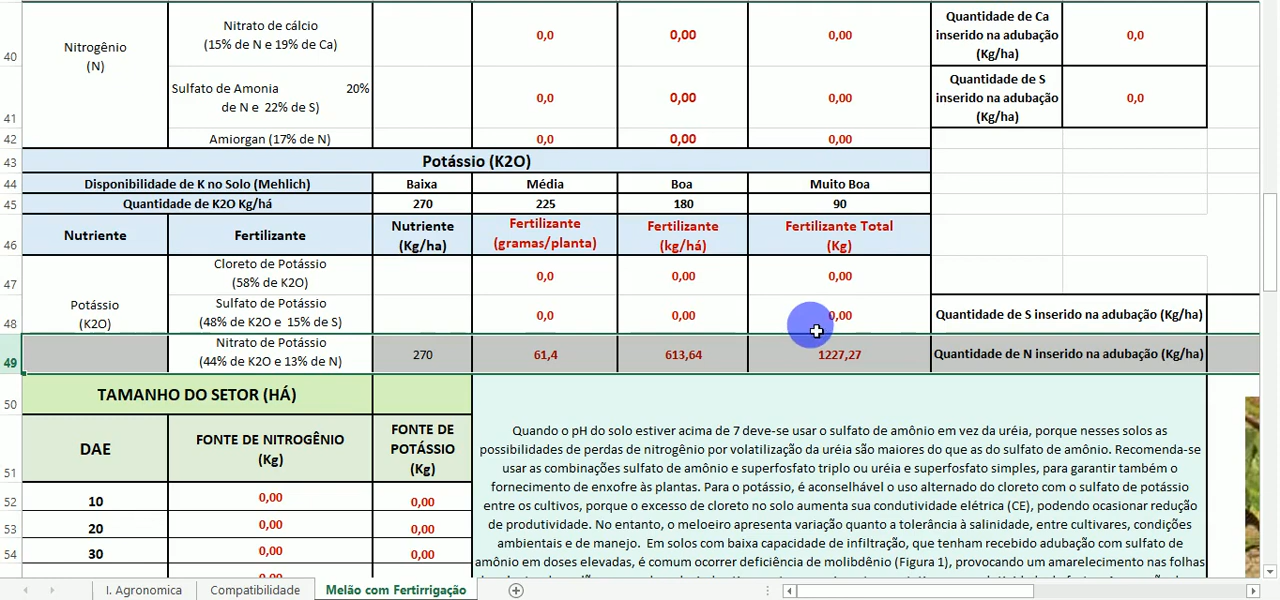 40
Nitrogênio
(N)
Nitrato de cálcio
(15% de N e 19% de Ca)
0,0
0,00
0,00
Quantidade de Ca
inserido na adubação
(Kg/ha)
0,0
41
Sulfato de Amonia 20%
de N e 22% de S)
0,0
0,00
0,00
Quantidade de S
inserido na adubação
(Kg/ha)
0,0
42
Amiorgan (17% de N)
0,0
0,00
0,00
43
Potássio (K2O)
44
Disponibilidade de K no Solo (Mehlich)
Baixa
Média
Boa
Muito Boa
45
Quantidade de K2O Kg/há
270
225
180
90
46
Nutriente
Fertilizante
Nutriente
(Kg/ha)
Fertilizante
(gramas/planta)
Fertilizante
(kg/há)
Fertilizante Total
(Kg)
47
Cloreto de Potássio
(58% de K2O)
0,0
0,00
0,00
48
Potássio
(K2O)
Sulfato de Potássio
(48% de K2O e 15% de S)
0,0
0,00
0,00
Quantidade de S inserido na adubação (Kg/ha)
49
Nitrato de Potássio
(44% de K2O e 13% de N)
270
61,4
613,64
1227,27
Quantidade de N inserido na adubação (Kg/ha)
50
TAMANHO DO SETOR (HÁ)
51
DAE
FONTE DE NITROGÊNIO
(Kg)
FONTE DE
POTÁSSIO
(Kg)
52
10
0,00
0,00
53
20
0,00
0,00
54
30
0,00
0,00
Quando o pH do solo estiver acima de 7 deve-se usar o sulfato de amônio em vez da uréia, porque nesses solos as
possibilidades de perdas de nitrogênio por volatilização da uréia são maiores do que as do sulfato de amônio. Recomenda-se
usar as combinações sulfato de amônio e superfosfato triplo ou uréia e superfosfato simples, para garantir também o
fornecimento de enxofre às plantas. Para o potássio, é aconselhável o uso alternado do cloreto com o sulfato de potássio
entre os cultivos, porque o excesso de cloreto no solo aumenta sua condutividade elétrica (CE), podendo ocasionar redução
de produtividade. No entanto, o meloeiro apresenta variação quanto a tolerância à salinidade, entre cultivares, condições
ambientais e de manejo. Em solos com baixa capacidade de infiltração, que tenham recebido adubação com sulfato de
amônio em doses elevadas, é comum ocorrer deficiência de molibdênio (Figura 1), provocando um amarelecimento nas folhas
I. Agronomica
Compatibilidade
Melão com Fertirrigação